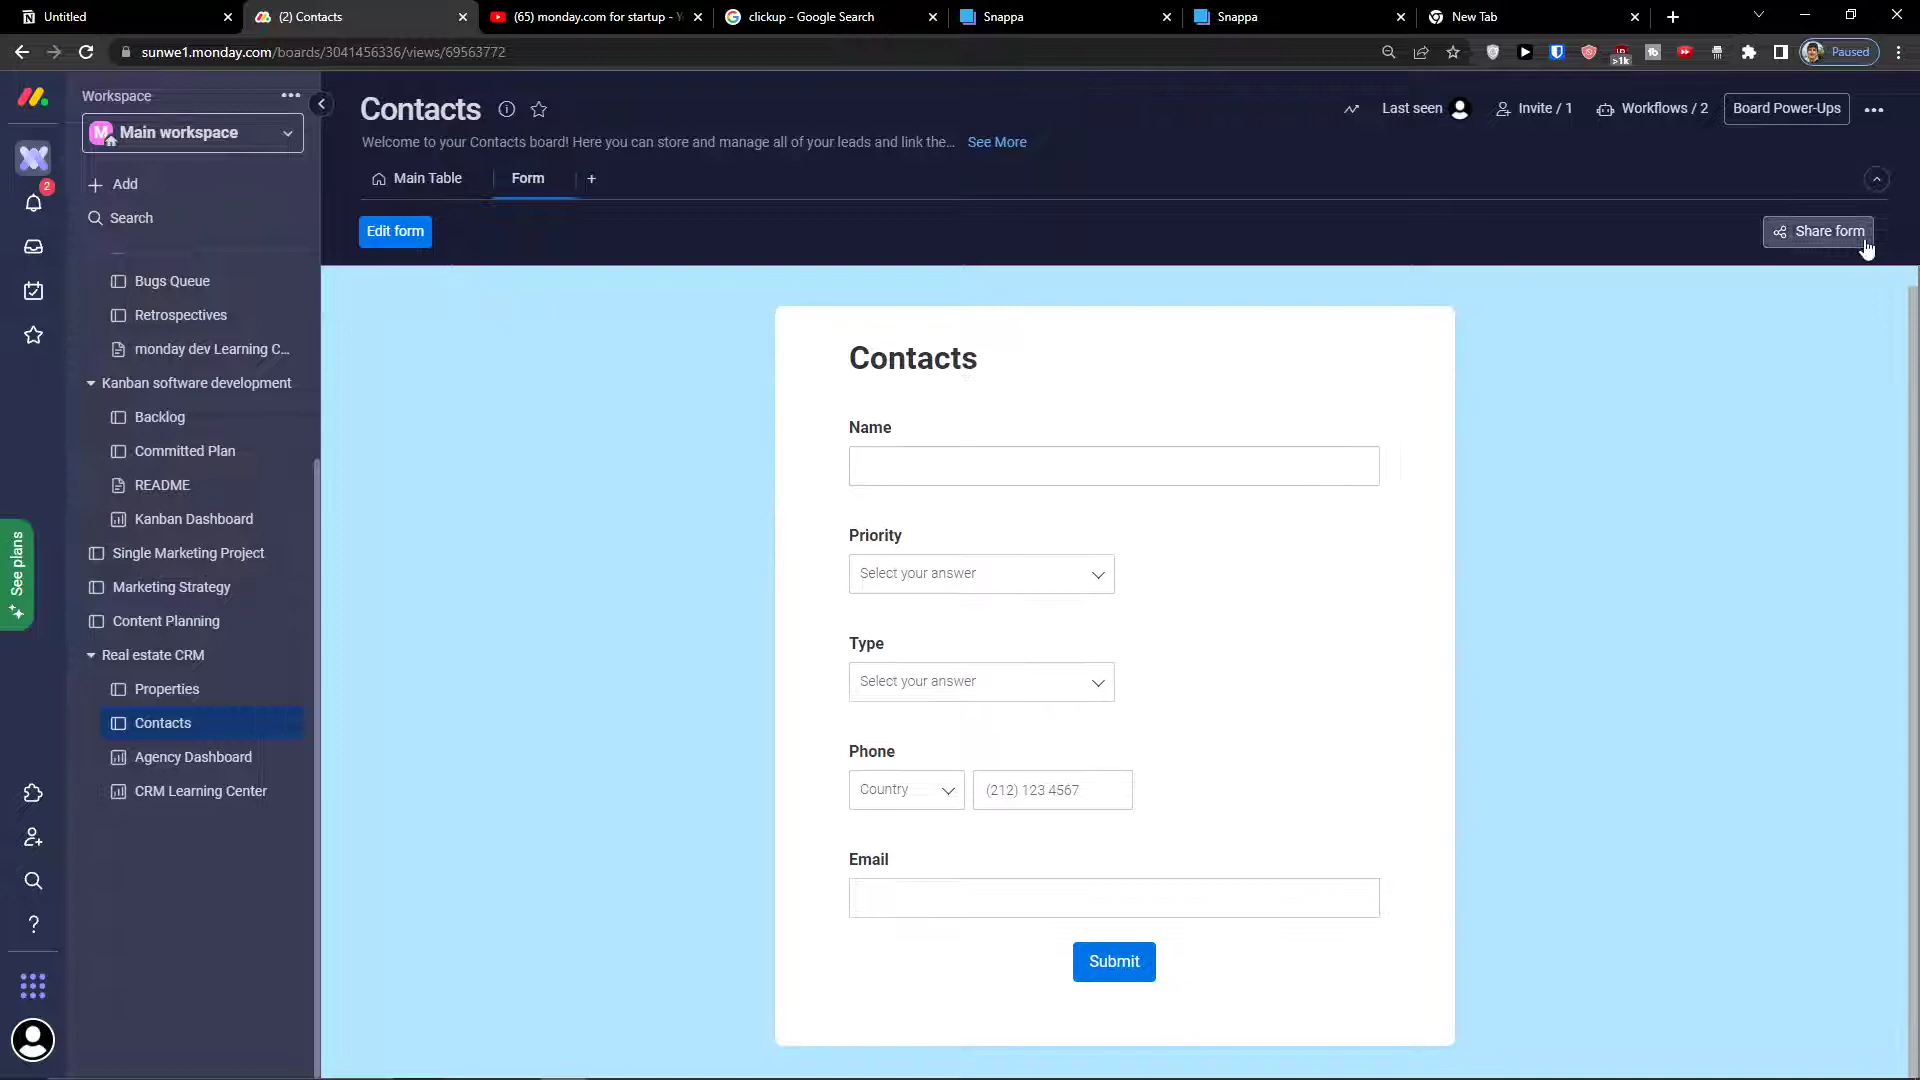 Untitled
(2) Contacts
(65) monday.com for startup - Y
clickup - Google Search
Snappa
Snappa
New Tab
sunwe1.monday.com/boards/3041456336/views/69563772
>1k
Paused
Workspace
M
Main workspace
Add
Search
2
Bugs Queue
Retrospectives
monday dev Learning C...
Kanban software development
Backlog
Committed Plan
README
Kanban Dashboard
Single Marketing Project
Marketing Strategy
Content Planning
Real estate CRM
Properties
Contacts
Agency Dashboard
CRM Learning Center
See plans
Contacts
Last seen
Invite / 1
Workflows / 2
Board Power-Ups
Welcome to your Contacts board! Here you can store and manage all of your leads and link the... See More
Main Table
Form
Edit form
Share form
Contacts
Name
Priority
Select your answer
Type
Select your answer
Phone
Country
(212) 123 4567
Email
Submit